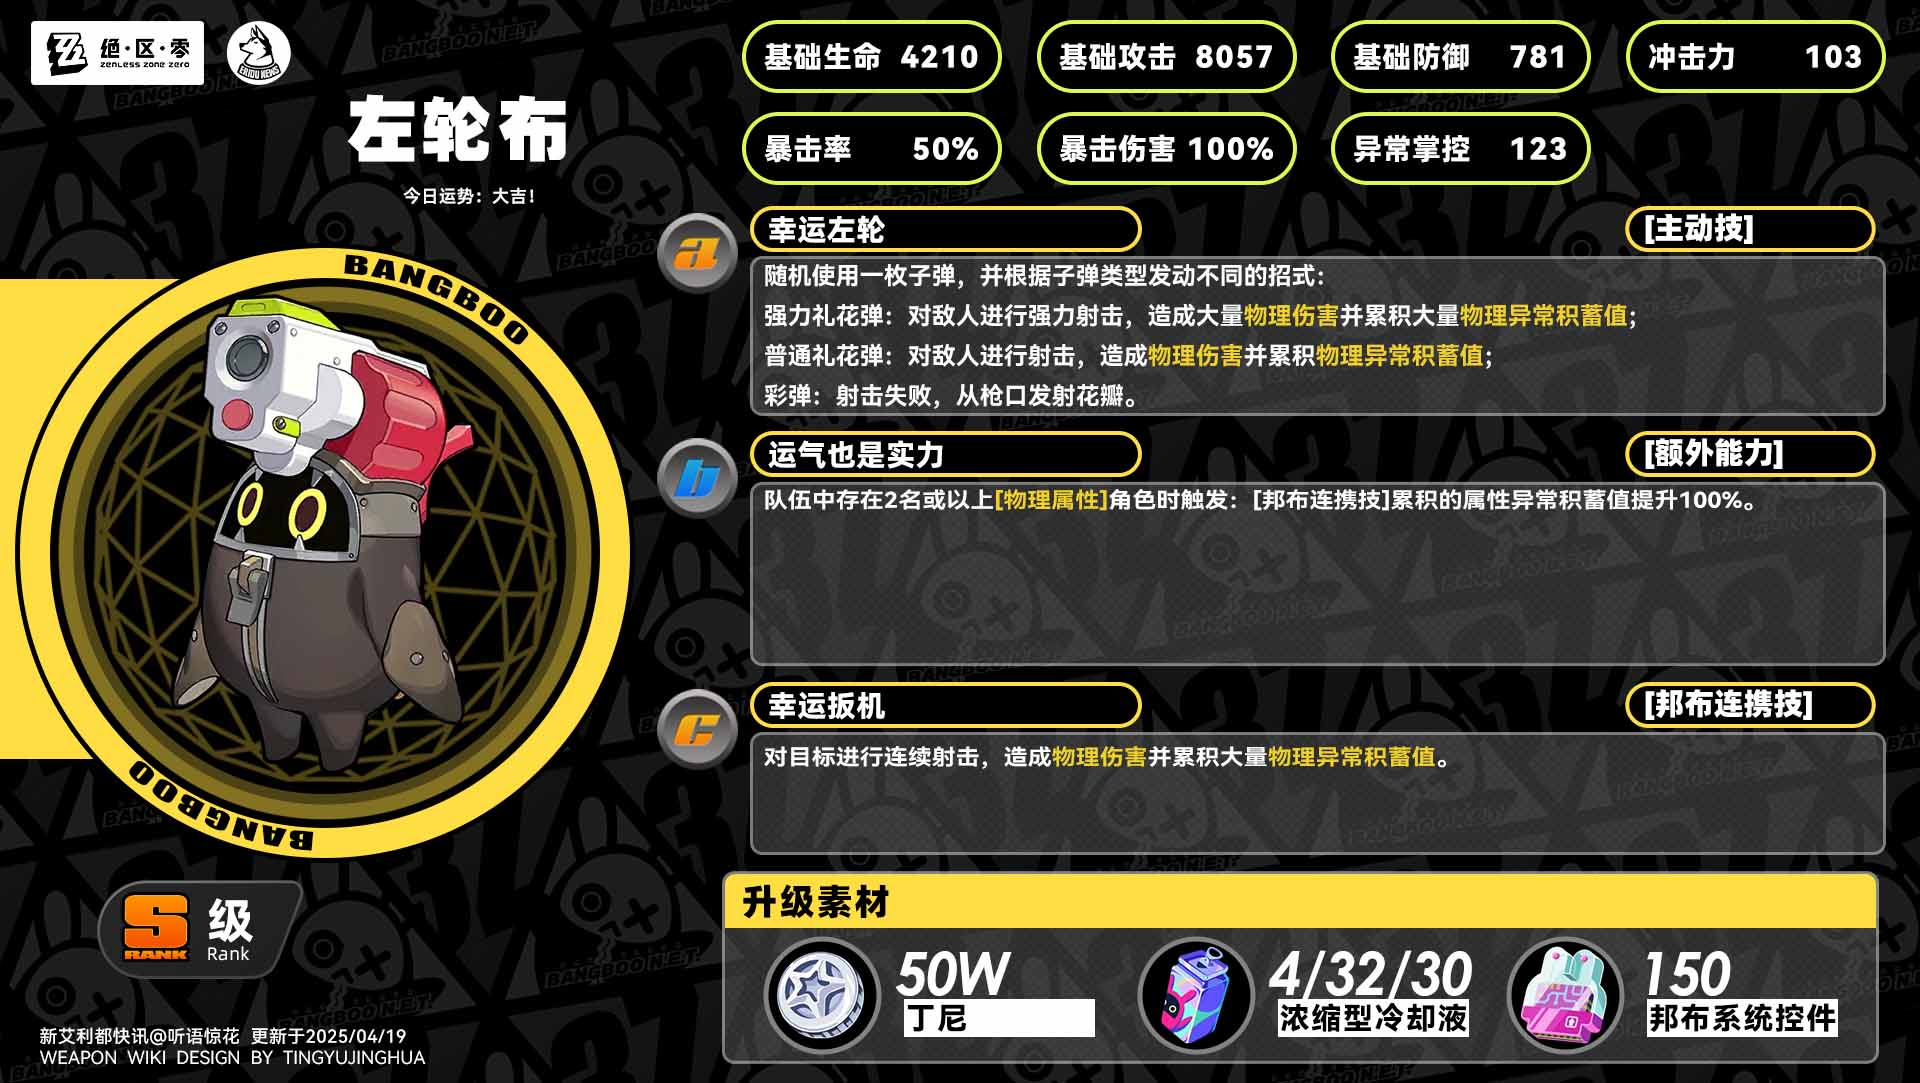 绝·区·零
ZENLESS ZONE ZERO
ERIDU NEWS
左轮布
今日运势：大吉！
基础生命 4210
基础攻击 8057
基础防御 781
冲击力 103
暴击率 50%
暴击伤害 100%
异常掌控 123
BANGBOO
BANGBOO
a
幸运左轮
[主动技]
随机使用一枚子弹，并根据子弹类型发动不同的招式：
强力礼花弹：对敌人进行强力射击，造成大量物理伤害并累积大量物理异常积蓄值；
普通礼花弹：对敌人进行射击，造成物理伤害并累积物理异常积蓄值；
彩弹：射击失败，从枪口发射花瓣。
b
运气也是实力
[额外能力]
队伍中存在2名或以上[物理属性]角色时触发：[邦布连携技]累积的属性异常积蓄值提升100%。
c
幸运扳机
[邦布连携技]
对目标进行连续射击，造成物理伤害并累积大量物理异常积蓄值。
S
RANK
级
Rank
升级素材
50W
丁尼
4/32/30
浓缩型冷却液
150
邦布系统控件
新艾利都快讯@听语惊花 更新于2025/04/19
WEAPON WIKI DESIGN BY TINGYUJINGHUA